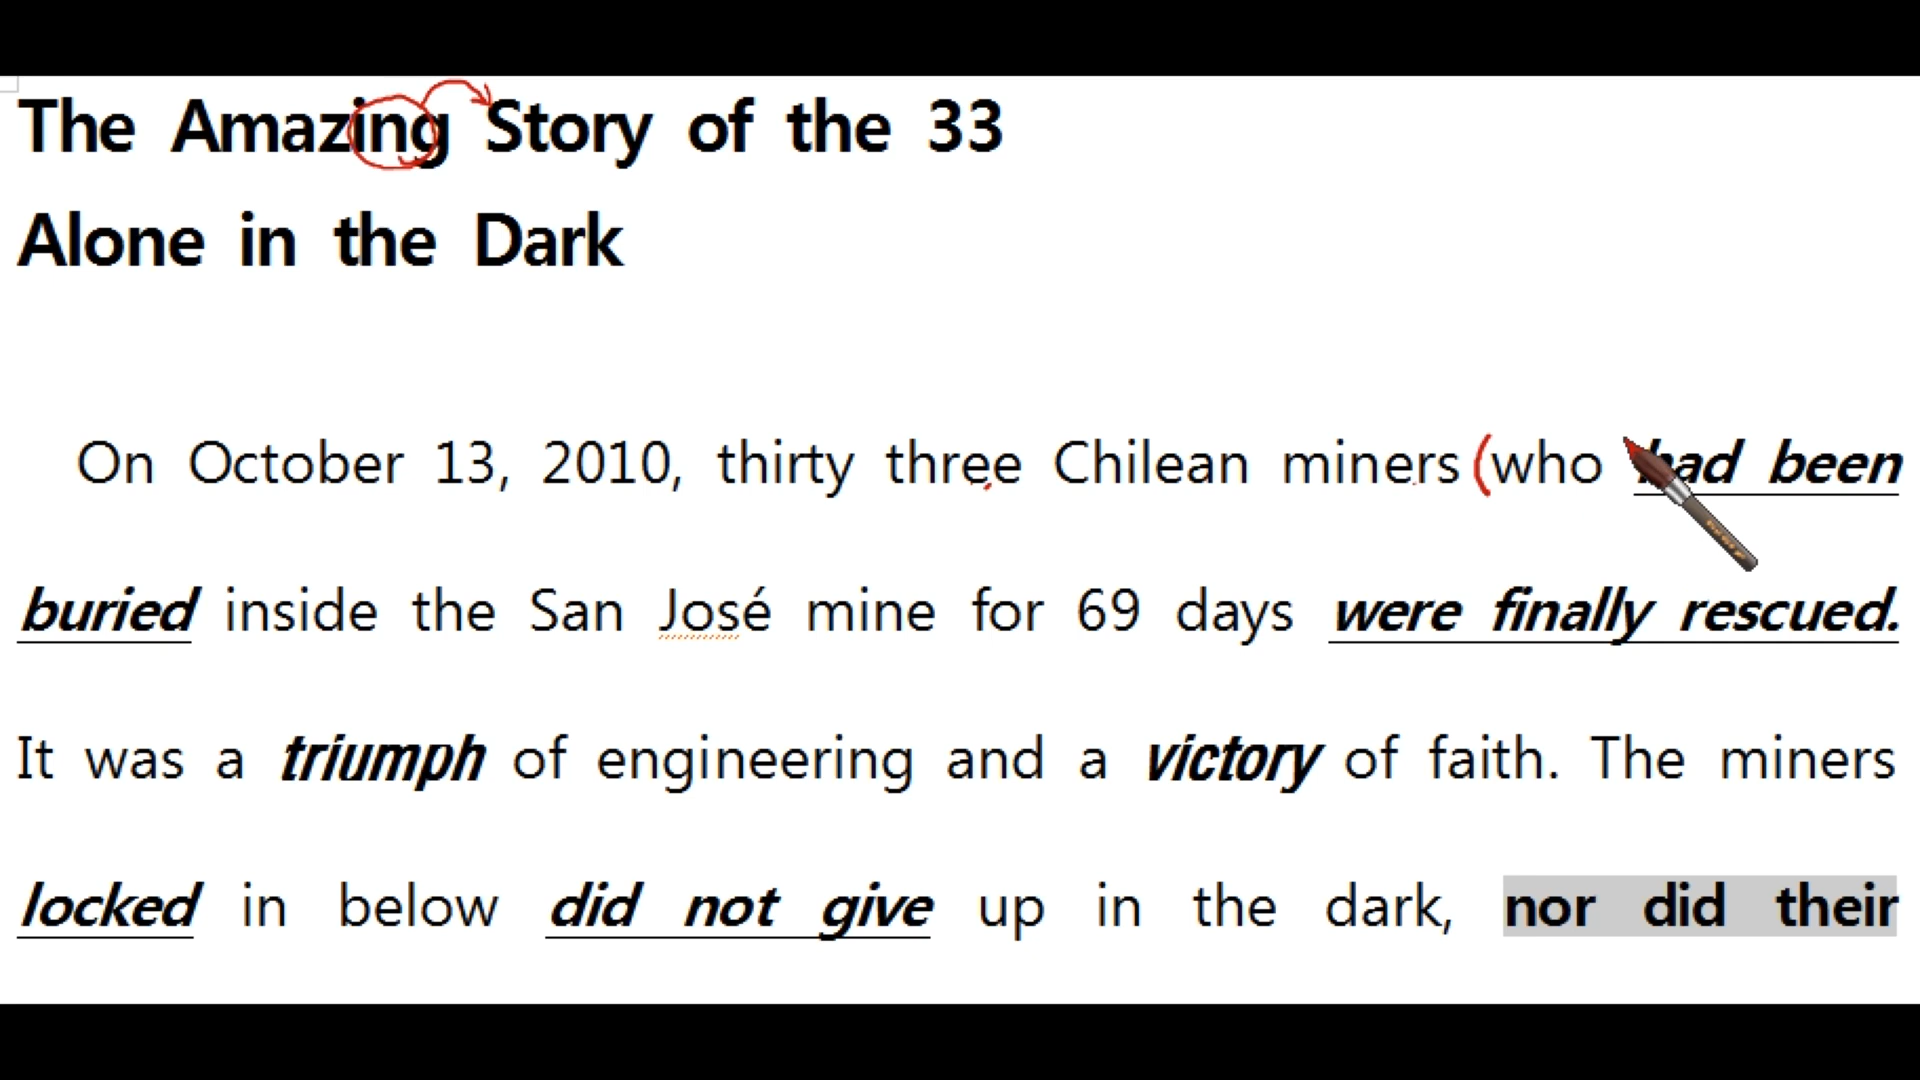 The Amazing Story of the 33
Alone in the Dark
On October 13, 2010, thirty three Chilean miners (who had been
buried inside the San José mine for 69 days were finally rescued.
It was a triumph of engineering and a victory of faith. The miners
locked in below did not give up in the dark, nor did their